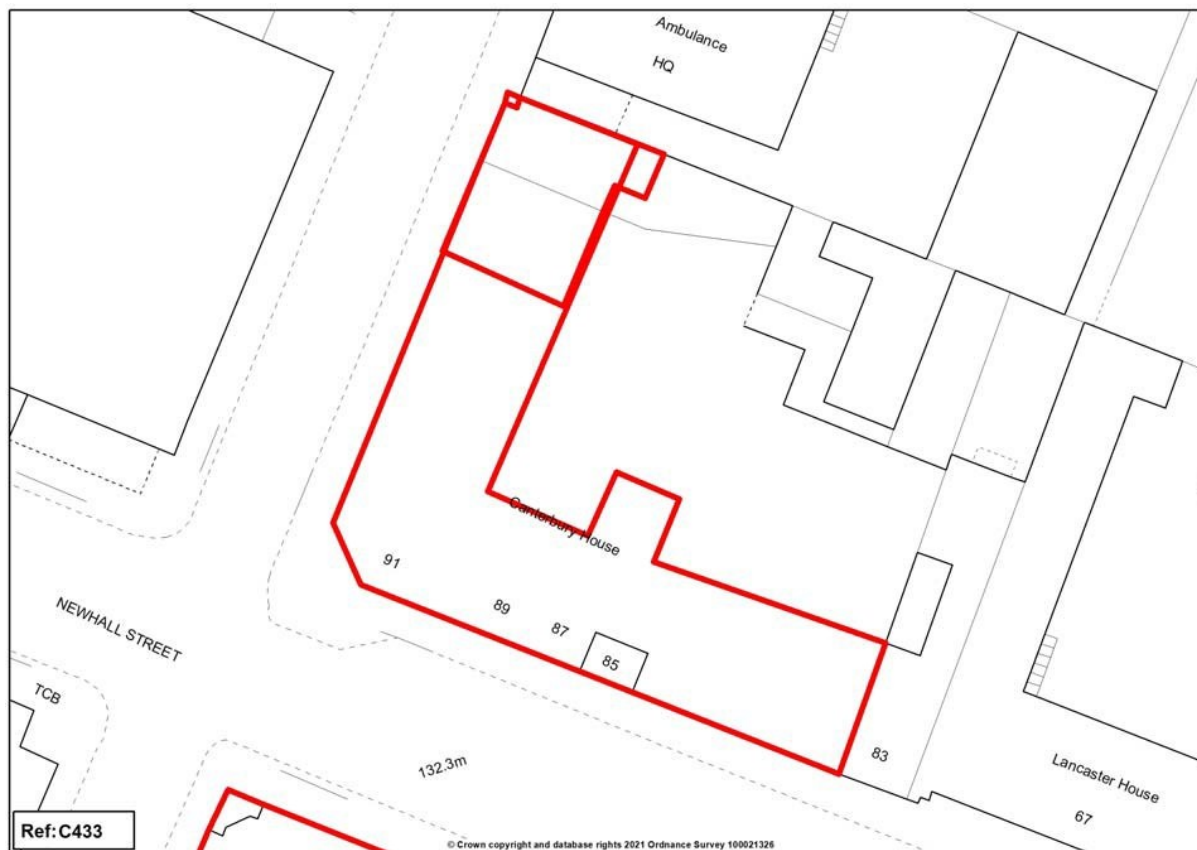 Ambulance
HQ
Canterbury House
91
89
87
85
NEWHALL STREET
TCB
83
132.3m
Lancaster House
67
Ref:C433
© Crown copyright and database rights 2021 Ordnance Survey 100021326